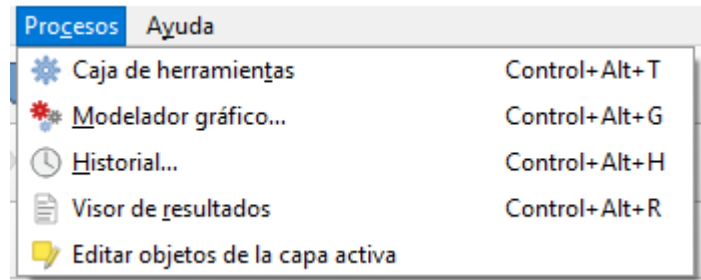 Procesos Ayuda
Caja de herramientas Control+Alt+T
Modelador gráfico... Control+Alt+G
Historial... Control+Alt+H
Visor de resultados Control+Alt+R
Editar objetos de la capa activa